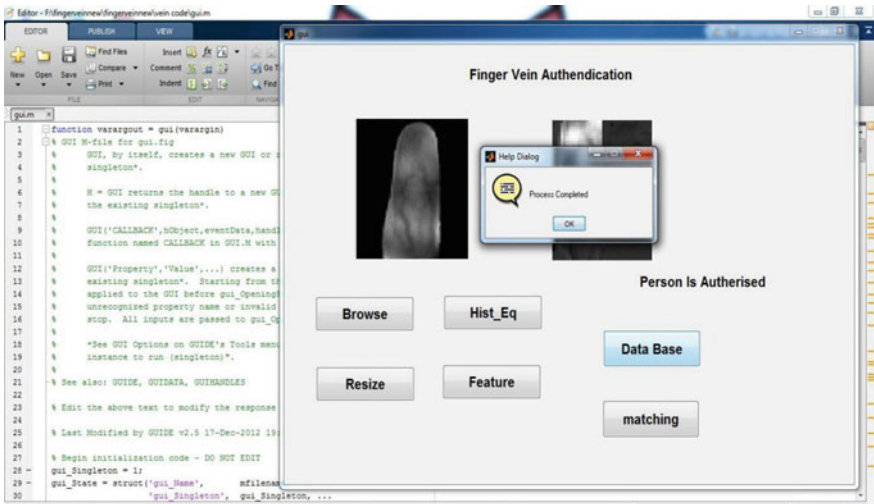 Editor - F:\fingerveinnew\fingerveinnew\vein code\gui.m
EDITOR PUBLISH VIEW
New Open Save
Find Files
Compare
Print
Insert fx
Comment
Indent
Go T
Find
FILE EDIT NAVIGA
gui.m
1 function varargout = gui(varargin)
2 % GUI M-file for gui.fig
3 % GUI, by itself, creates a new GUI or r
4 % singleton*.
5 %
6 % H = GUI returns the handle to a new GU
7 % the existing singleton*.
8 %
9 % GUI('CALLBACK',hObject,eventData,handl
10 % function named CALLBACK in GUI.M with
11 %
12 % GUI('Property','Value',...) creates a
13 % existing singleton*. Starting from th
14 % applied to the GUI before gui_Opening
15 % unrecognized property name or invalid
16 % stop. All inputs are passed to gui_Op
17 %
18 % *See GUI Options on GUIDE's Tools menu
19 % instance to run (singleton)".
20 %
21 % See also: GUIDE, GUIDATA, GUIHANDLES
22
23 % Edit the above text to modify the response
24
25 % Last Modified by GUIDE v2.5 17-Dec-2012 19:
26
27 % Begin initialization code - DO NOT EDIT
28 - gui_Singleton = 1;
29 - gui_State = struct('gui_Name', mfilenam
30 'gui_Singleton', gui_Singleton, ...
gui
Finger Vein Authendication
Help Dialog
Process Completed
OK
Person Is Autherised
Browse
Hist_Eq
Data Base
Resize
Feature
matching